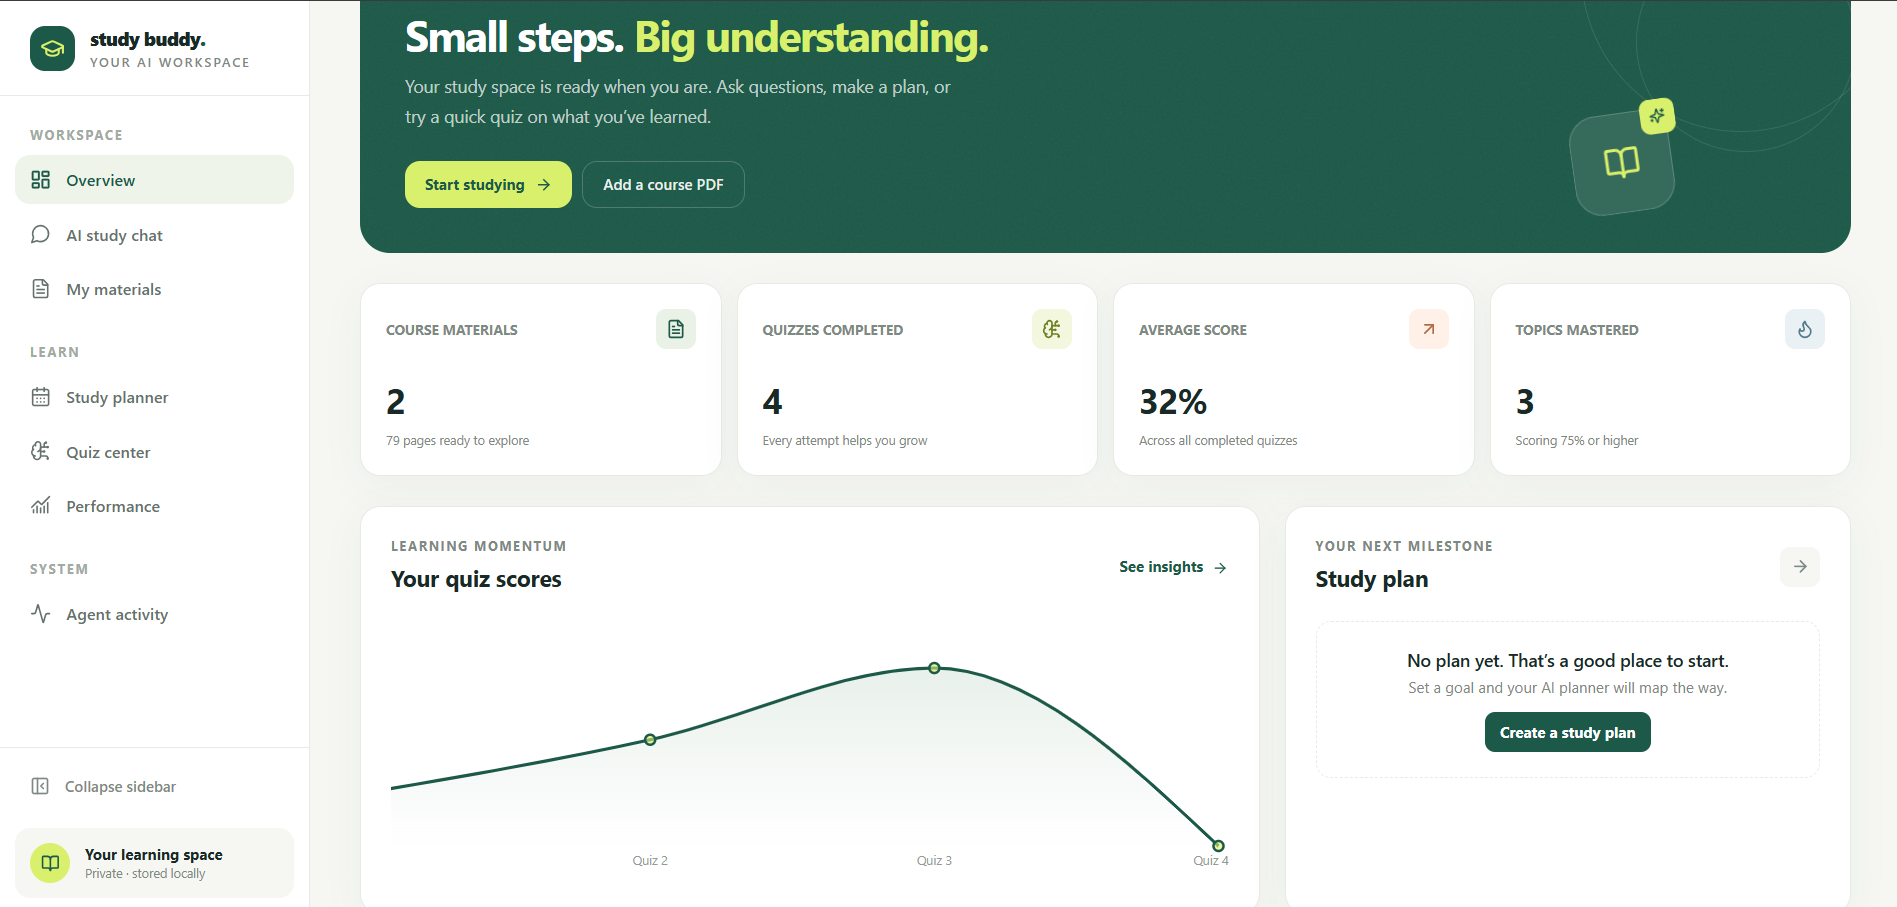 study buddy.
YOUR AI WORKSPACE
WORKSPACE
Overview
AI study chat
My materials
LEARN
Study planner
Quiz center
Performance
SYSTEM
Agent activity
Collapse sidebar
Your learning space
Private · stored locally
Small steps. Big understanding.
Your study space is ready when you are. Ask questions, make a plan, or
try a quick quiz on what you’ve learned.
Start studying
Add a course PDF
COURSE MATERIALS
2
79 pages ready to explore
QUIZZES COMPLETED
4
Every attempt helps you grow
AVERAGE SCORE
32%
Across all completed quizzes
TOPICS MASTERED
3
Scoring 75% or higher
LEARNING MOMENTUM
Your quiz scores
See insights
Quiz 2
Quiz 3
Quiz 4
YOUR NEXT MILESTONE
Study plan
No plan yet. That’s a good place to start.
Set a goal and your AI planner will map the way.
Create a study plan